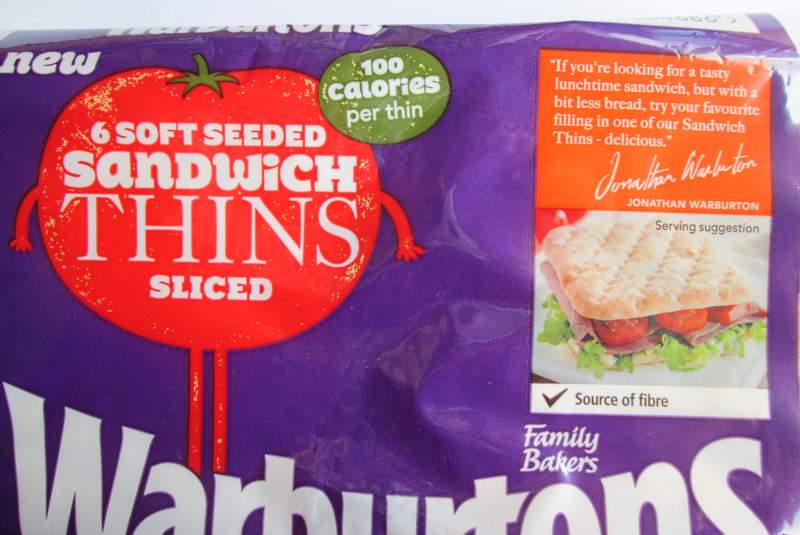 Warburtons
new
100
calories
per thin
6 SOFT SEEDED
SANDWiCH
THINS
SLICED
"If you're looking for a tasty
lunchtime sandwich, but with a
bit less bread, try your favourite
filling in one of our Sandwich
Thins - delicious."
Jonathan Warburton
JONATHAN WARBURTON
Serving suggestion
Source of fibre
Family
Bakers
Warburtons